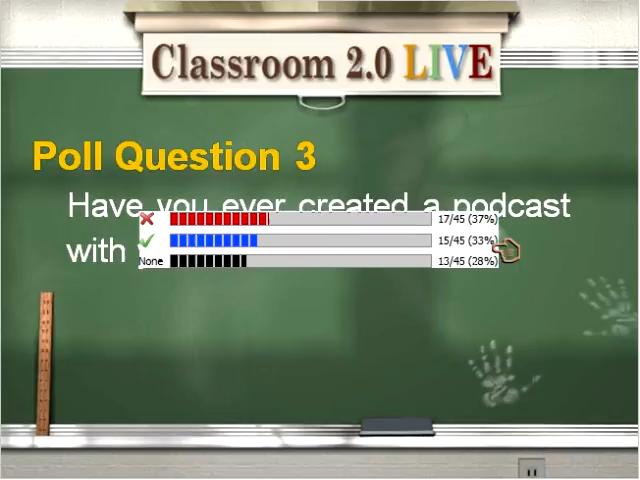 Classroom 2.0 LIVE
Poll Question 3
Have you ever created a podcast
with
17/45 (37%)
15/45 (33%)
None 13/45 (28%)